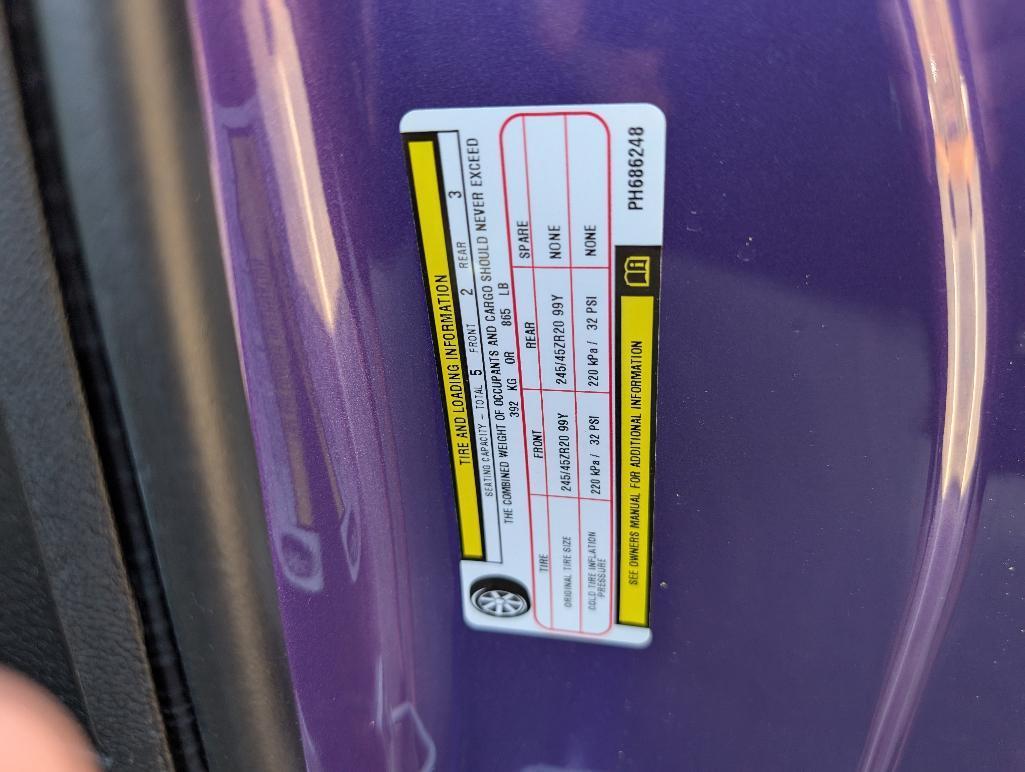 TIRE AND LOADING INFORMATION
SEATING CAPACITY - TOTAL 5 FRONT 2 REAR 3
THE COMBINED WEIGHT OF OCCUPANTS AND CARGO SHOULD NEVER EXCEED
392 KG OR 865 LB
TIRE FRONT REAR SPARE
ORIGINAL TIRE SIZE 245/45ZR20 99Y 245/45ZR20 99Y NONE
COLD TIRE INFLATION PRESSURE 220 kPa / 32 PSI 220 kPa / 32 PSI NONE
SEE OWNERS MANUAL FOR ADDITIONAL INFORMATION
PH686248